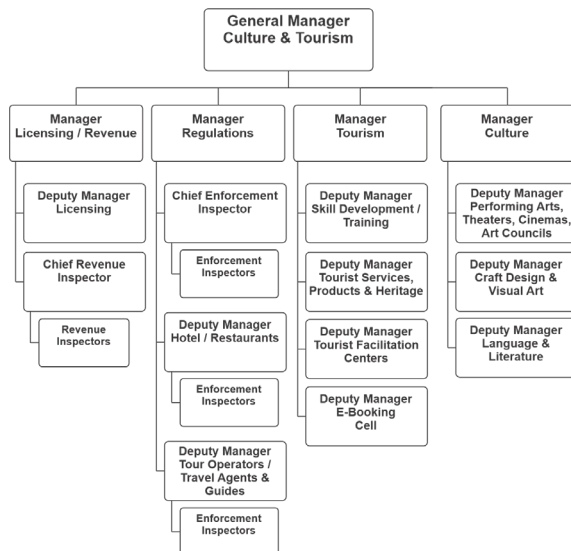 General Manager
Culture & Tourism
Manager
Licensing / Revenue
Deputy Manager
Licensing
Chief Revenue
Inspector
Revenue
Inspectors
Manager
Regulations
Chief Enforcement
Inspector
Enforcement
Inspectors
Deputy Manager
Hotel / Restaurants
Enforcement
Inspectors
Deputy Manager
Tour Operators /
Travel Agents &
Guides
Enforcement
Inspectors
Manager
Tourism
Deputy Manager
Skill Development /
Training
Deputy Manager
Tourist Services,
Products & Heritage
Deputy Manager
Tourist Facilitation
Centers
Deputy Manager
E-Booking
Cell
Manager
Culture
Deputy Manager
Performing Arts,
Theaters, Cinemas,
Art Councils
Deputy Manager
Craft Design &
Visual Art
Deputy Manager
Language &
Literature